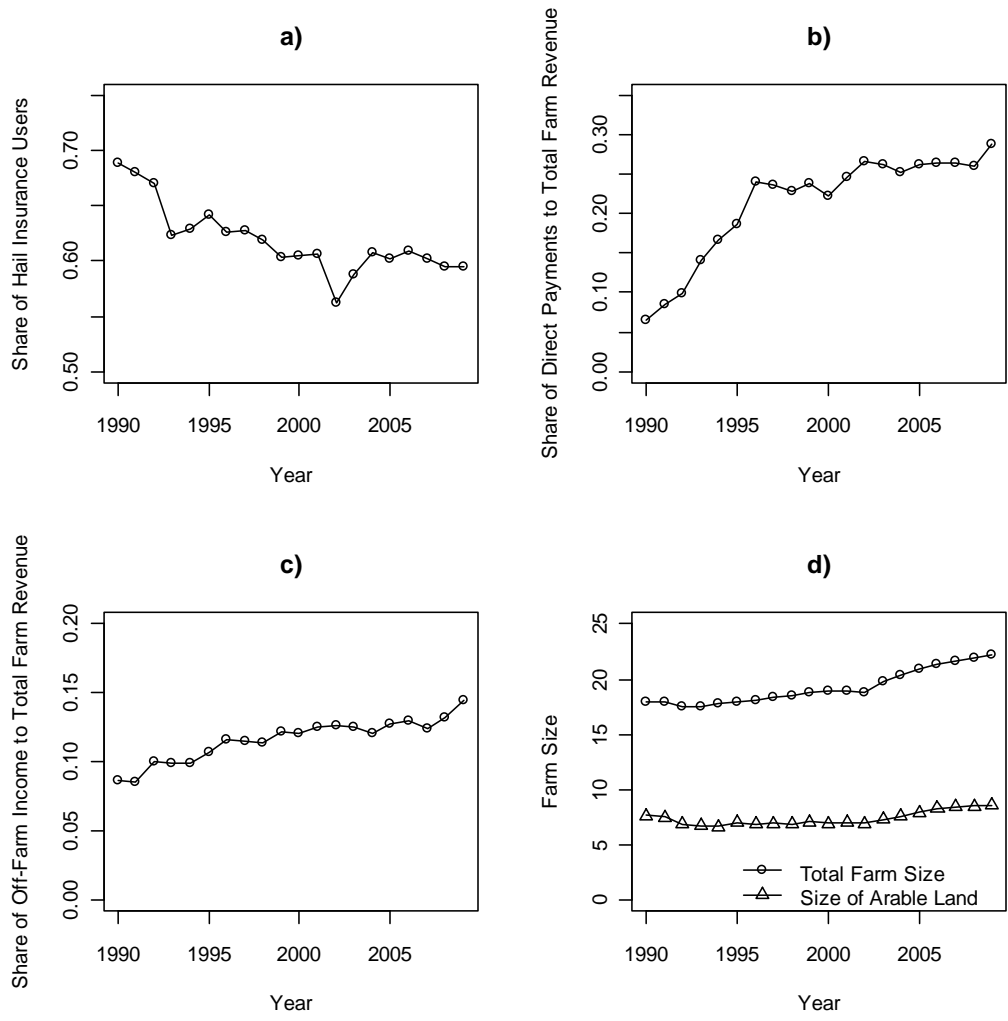 a)
Share of Hail Insurance Users
0.70
0.60
0.50
1990 1995 2000 2005
Year
b)
Share of Direct Payments to Total Farm Revenue
0.30
0.20
0.10
0.00
1990 1995 2000 2005
Year
c)
Share of Off-Farm Income to Total Farm Revenue
0.20
0.15
0.10
0.05
0.00
1990 1995 2000 2005
Year
d)
Farm Size
25
20
15
10
5
0
Total Farm Size
Size of Arable Land
1990 1995 2000 2005
Year